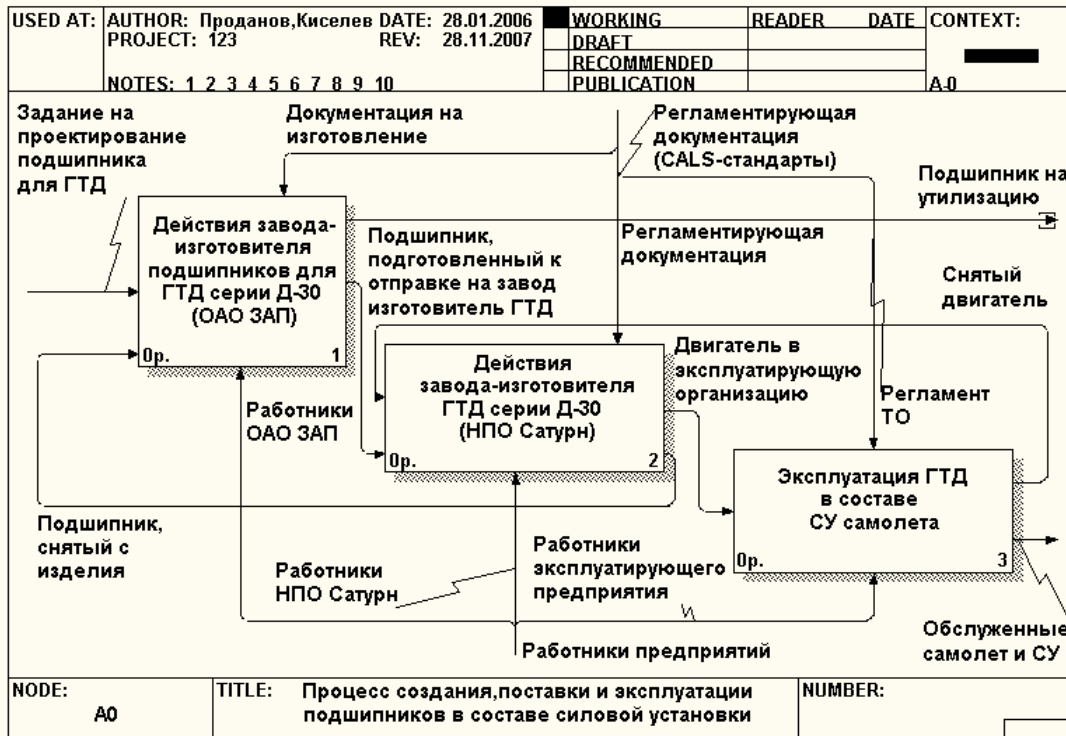 USED AT:
AUTHOR: Проданов,Киселев
DATE: 28.01.2006
PROJECT: 123
REV: 28.11.2007
NOTES: 1 2 3 4 5 6 7 8 9 10
WORKING
DRAFT
RECOMMENDED
PUBLICATION
READER
DATE
CONTEXT:
A-0
Задание на
проектирование
подшипника
для ГТД
Документация на
изготовление
Регламентирующая
документация
(CALS-стандарты)
Подшипник на
утилизацию
Действия завода-
изготовителя
подшипников для
ГТД серии Д-30
(ОАО ЗАП)
0р.
1
Подшипник,
подготовленный к
отправке на завод
изготовитель ГТД
Регламентирующая
документация
Снятый
двигатель
Действия
завода-изготовителя
ГТД серии Д-30
(НПО Сатурн)
0р.
2
Двигатель в
эксплуатирующую
организацию
Регламент
ТО
Работники
ОАО ЗАП
Эксплуатация ГТД
в составе
СУ самолета
0р.
3
Подшипник,
снятый с
изделия
Работники
НПО Сатурн
Работники
эксплуатирующего
предприятия
Обслуженные
самолет и СУ
Работники предприятий
NODE:
A0
TITLE:
Процесс создания,поставки и эксплуатации
подшипников в составе силовой установки
NUMBER: